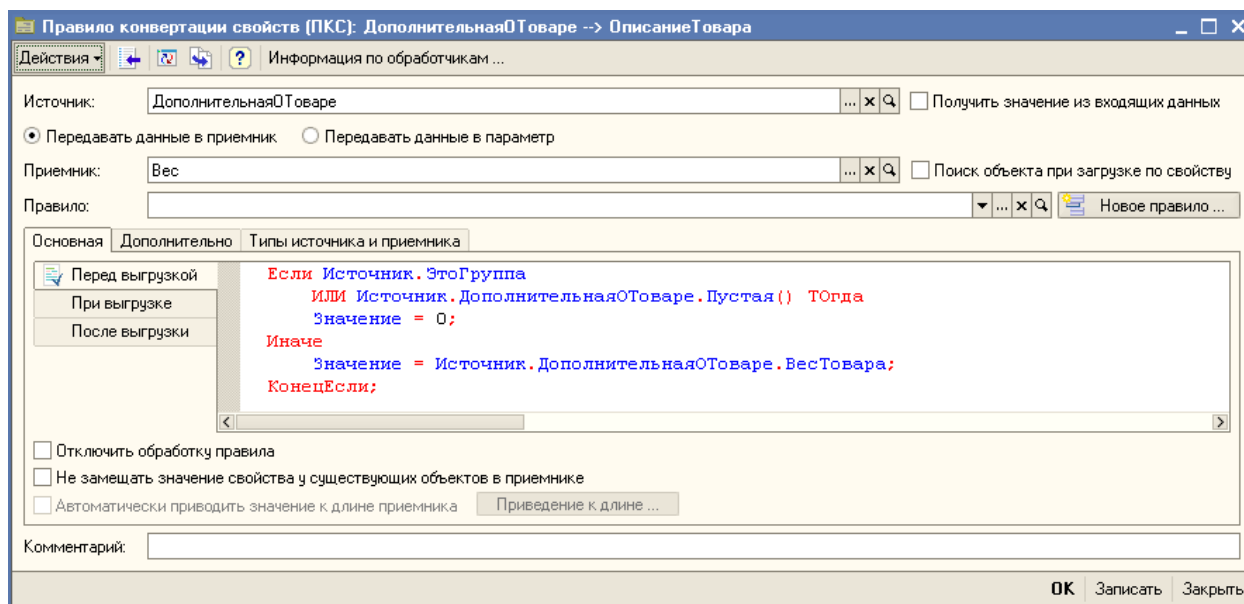 Правило конвертации свойств (ПКС): ДополнительнаяОТоваре --> ОписаниеТовара
Действия ? Информация по обработчикам ...
Источник: ДополнительнаяОТоваре ... x Получить значение из входящих данных
Передавать данные в приемник Передавать данные в параметр
Приемник: Вес ... x Поиск объекта при загрузке по свойству
Правило: ... x Новое правило ...
Основная Дополнительно Типы источника и приемника
Перед выгрузкой
При выгрузке
После выгрузки
Если Источник.ЭтоГруппа
ИЛИ Источник.ДополнительнаяОТоваре.Пустая() ТОгда
Значение = 0;
Иначе
Значение = Источник.ДополнительнаяОТоваре.ВесТовара;
КонецЕсли;
Отключить обработку правила
Не замещать значение свойства у существующих объектов в приемнике
Автоматически приводить значение к длине приемника Приведение к длине ...
Комментарий:
OK Записать Закрыть